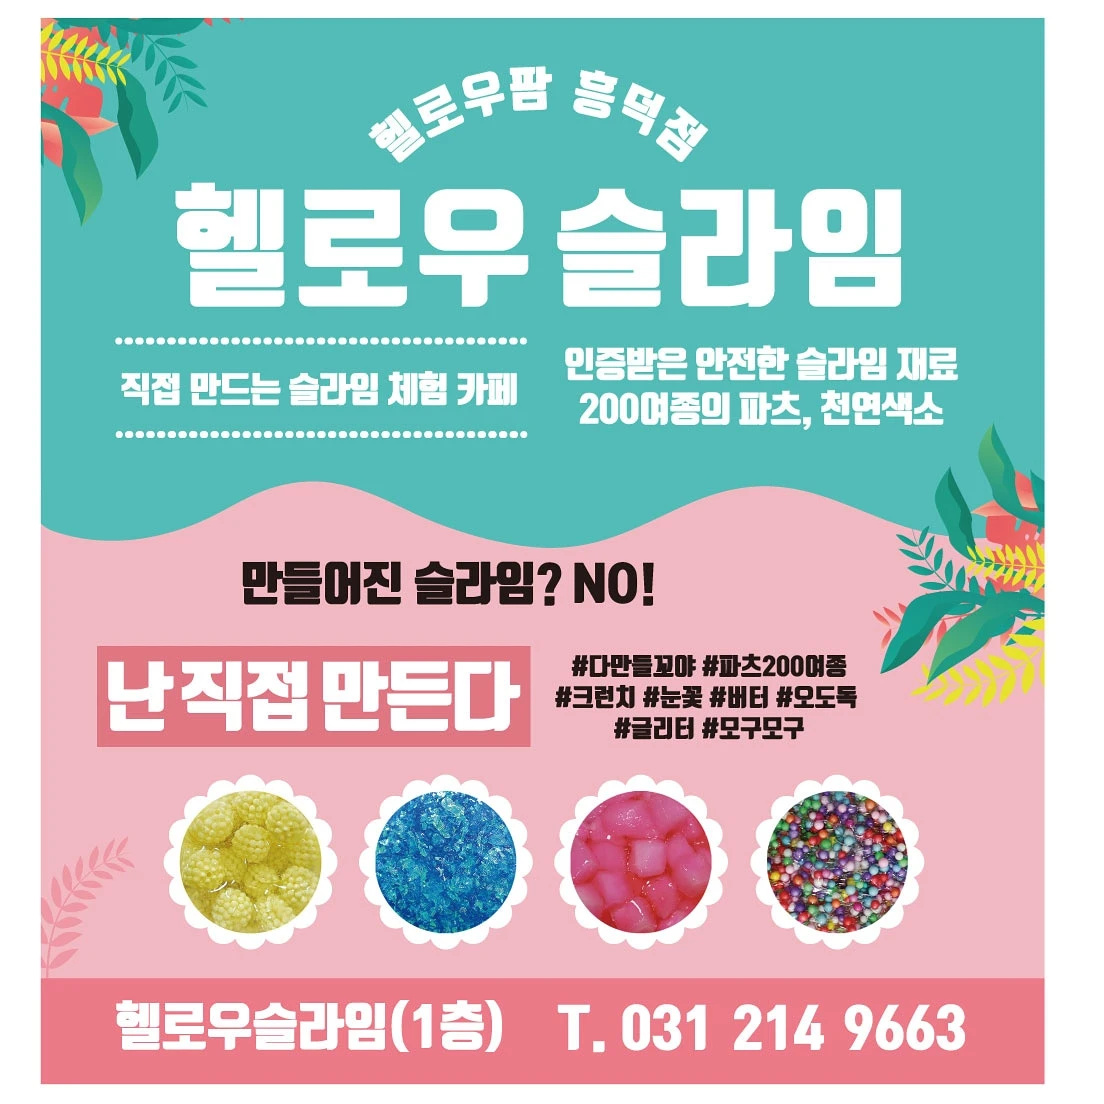 헬로우팜 흥덕점
헬로우 슬라임
직접 만드는 슬라임 체험 카페
인증받은 안전한 슬라임 재료
200여종의 파츠, 천연색소
만들어진 슬라임? NO!
난 직접 만든다
#다만들꼬야 #파츠200여종
#크런치 #눈꽃 #버터 #오도독
#글리터 #모구모구
헬로우슬라임(1층) T. 031 214 9663